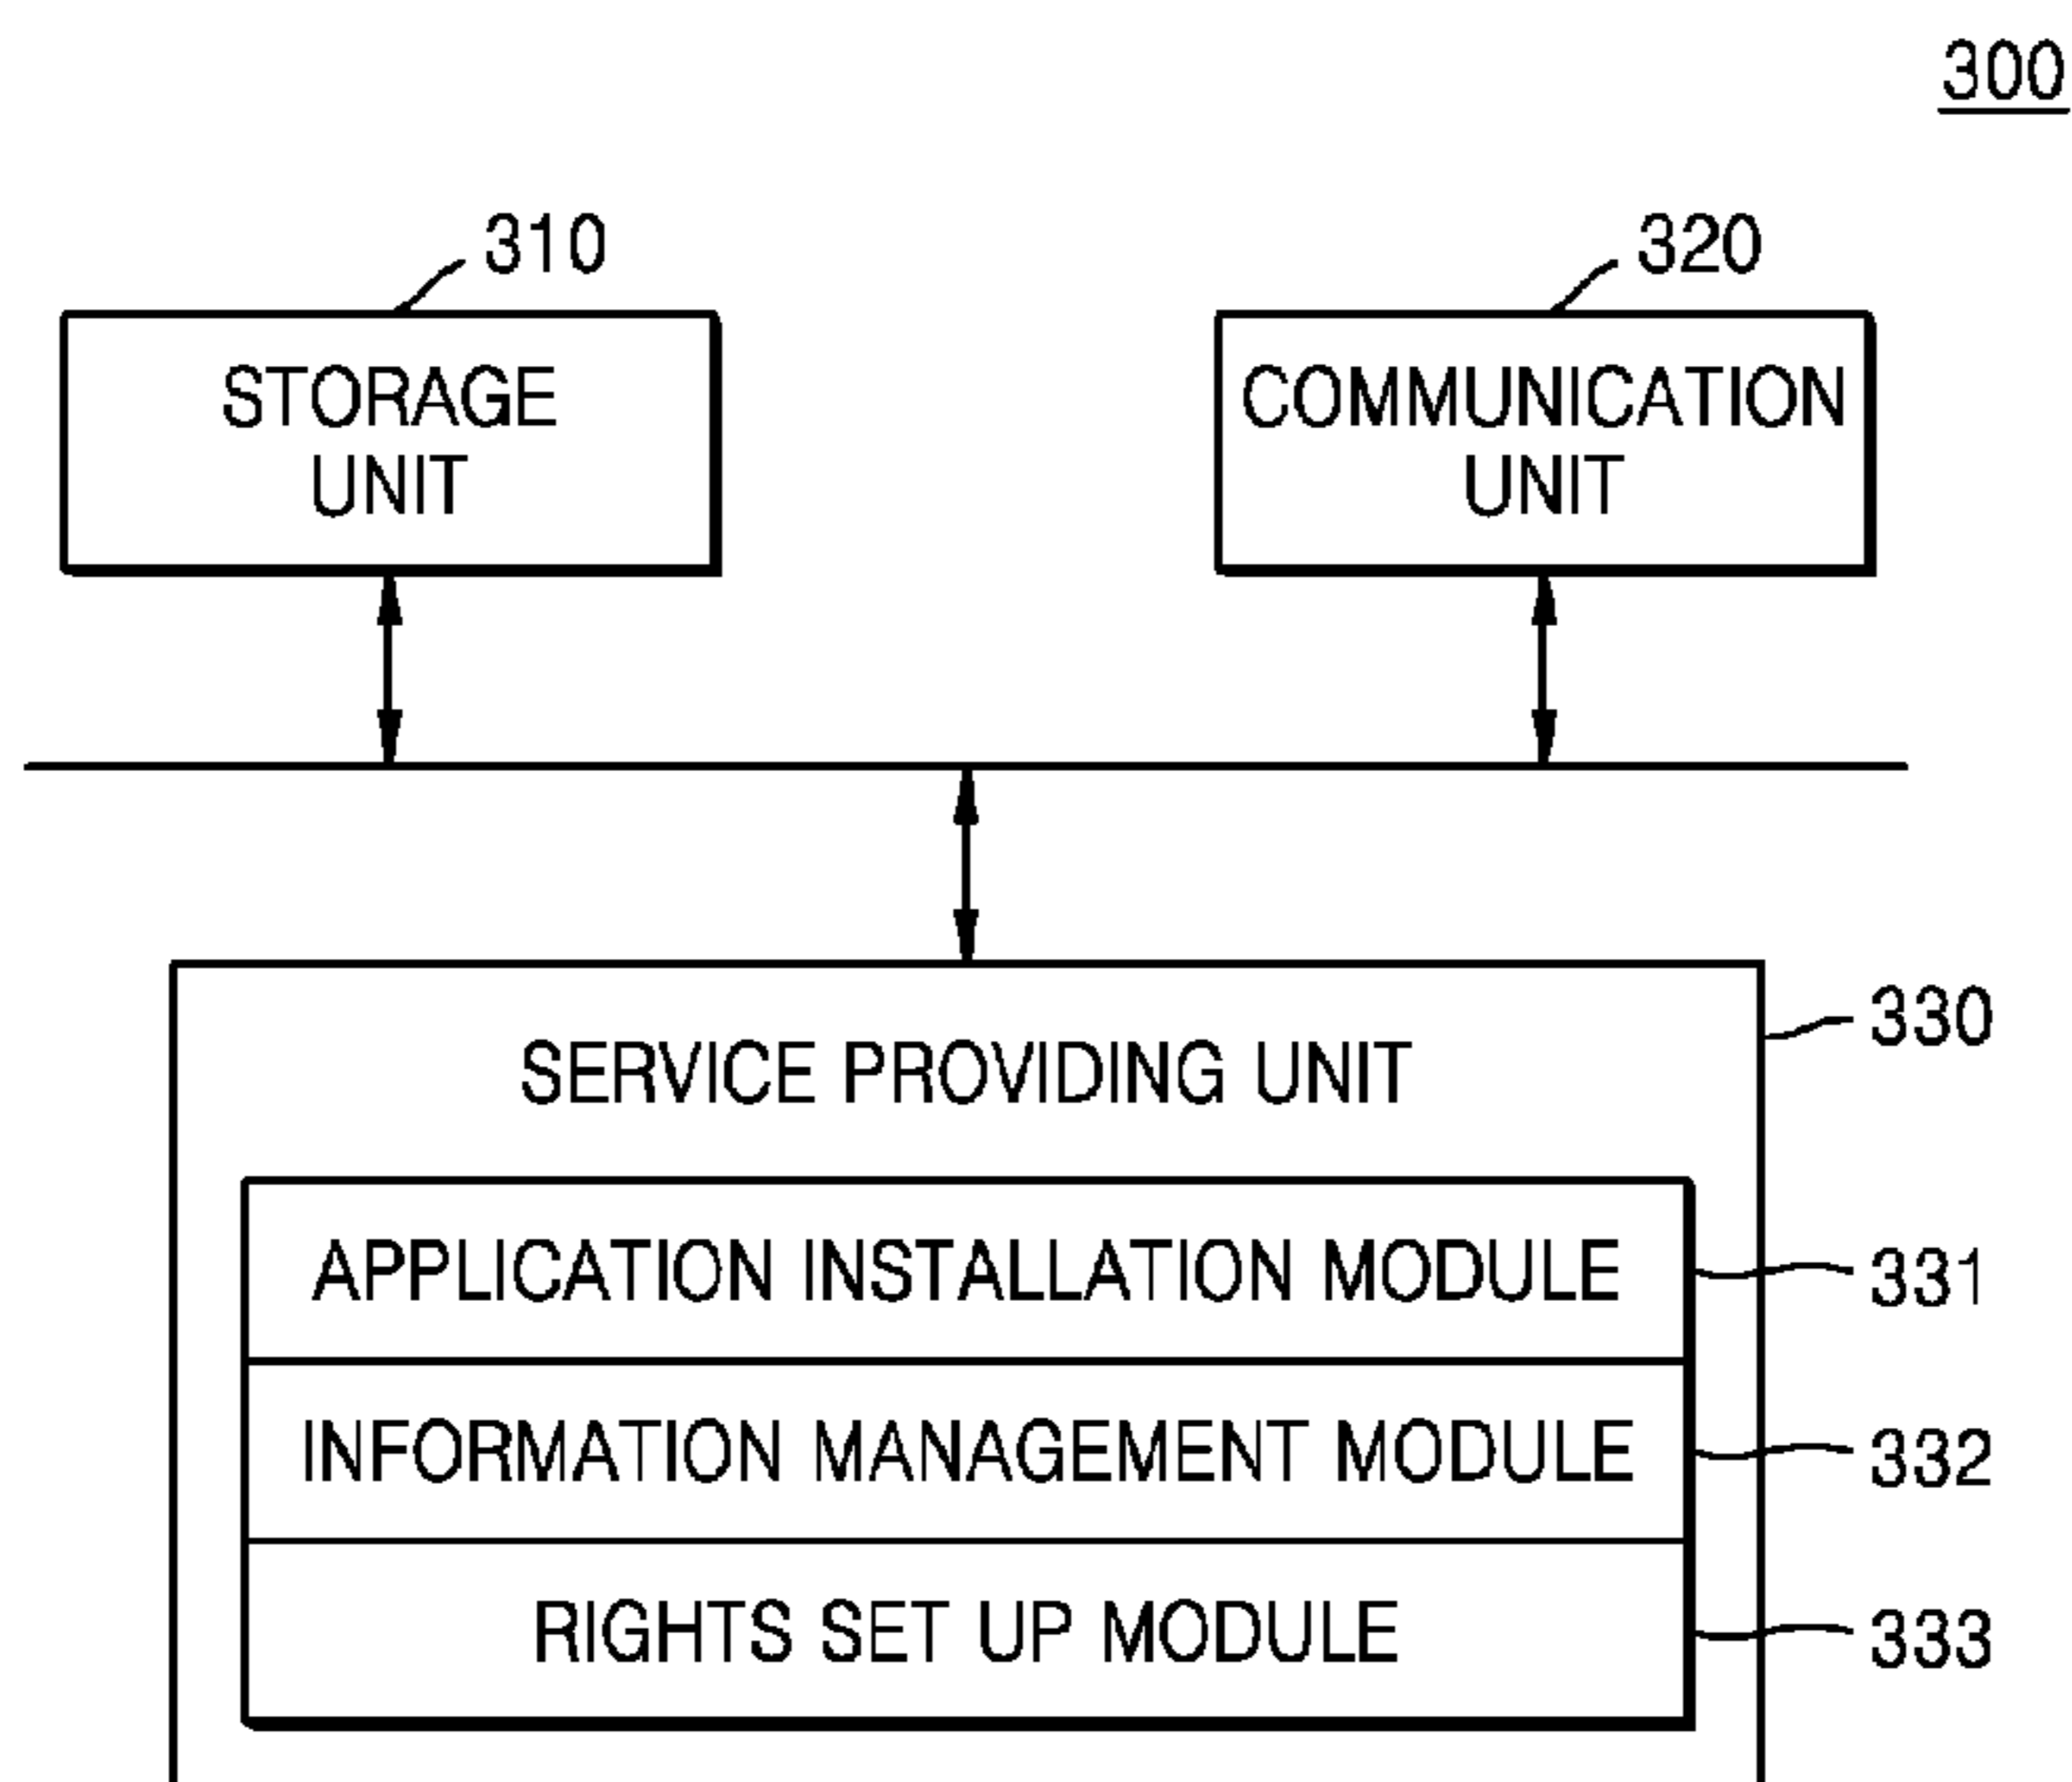 300
310
320
STORAGE
UNIT
COMMUNICATION
UNIT
330
SERVICE PROVIDING UNIT
APPLICATION INSTALLATION MODULE
331
INFORMATION MANAGEMENT MODULE
332
RIGHTS SET UP MODULE
333